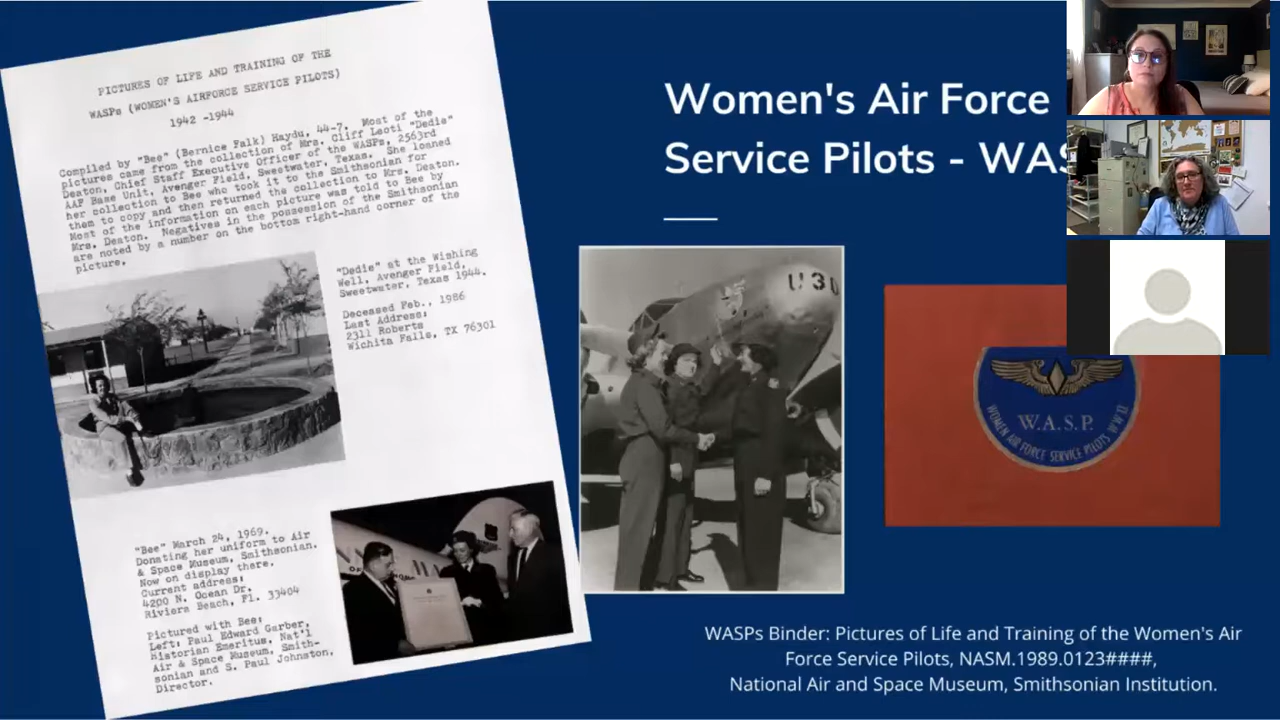 PICTURES OF LIFE AND TRAINING OF THE
WASPs (WOMEN'S AIRFORCE SERVICE PILOTS)
1942 -1944
Compiled by "Bee" (Bernice Falk) Haydu, 44-7. Most of the
pictures came from the collection of Mrs. Cliff Leoti "Dedie"
Deaton, Chief Staff Executive Officer of the WASPs, 2563rd
AAF Base Unit, Avenger Field, Sweetwater, Texas. She loaned
her collection to Bee who took it to the Smithsonian for
them to copy and then returned the collection to Mrs. Deaton.
Most of the information on each picture was told to Bee by
Mrs. Deaton. Negatives in the possession of the Smithsonian
are noted by a number on the bottom right-hand corner of the
picture.
"Dedie" at the Wishing
Well, Avenger Field,
Sweetwater, Texas 1944.
Deceased Feb., 1986
Last Address:
2311 Roberts
Wichita Falls, TX 76301
"Bee" March 24, 1969.
Donating her uniform to Air
& Space Museum, Smithsonian.
Now on display there.
Current address:
4200 N. Ocean Dr.
Riviera Beach, Fl. 33404
Pictured with Bee:
Left: Paul Edward Garber,
Historian Emeritus, Nat'l
Air & Space Museum, Smith-
sonian and S. Paul Johnston,
Director.
Women's Air Force
Service Pilots - WAS
U 30
W.A.S.P.
WOMEN AIR FORCE SERVICE PILOTS WW II
WASPs Binder: Pictures of Life and Training of the Women's Air
Force Service Pilots, NASM.1989.0123####,
National Air and Space Museum, Smithsonian Institution.